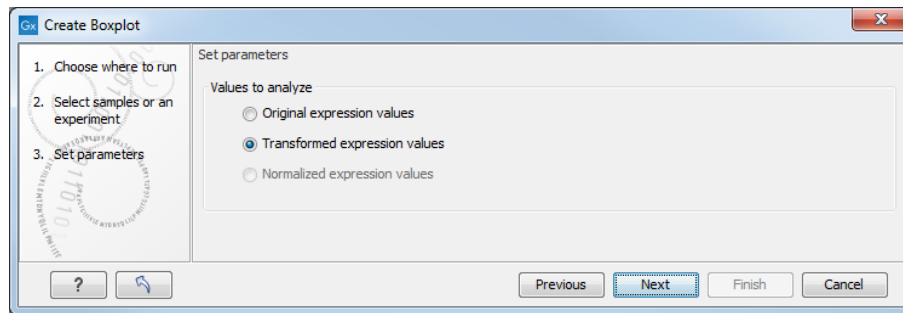 Gx Create Boxplot
1. Choose where to run
2. Select samples or an
experiment
3. Set parameters
Set parameters
Values to analyze
Original expression values
Transformed expression values
Normalized expression values
?
Previous
Next
Finish
Cancel